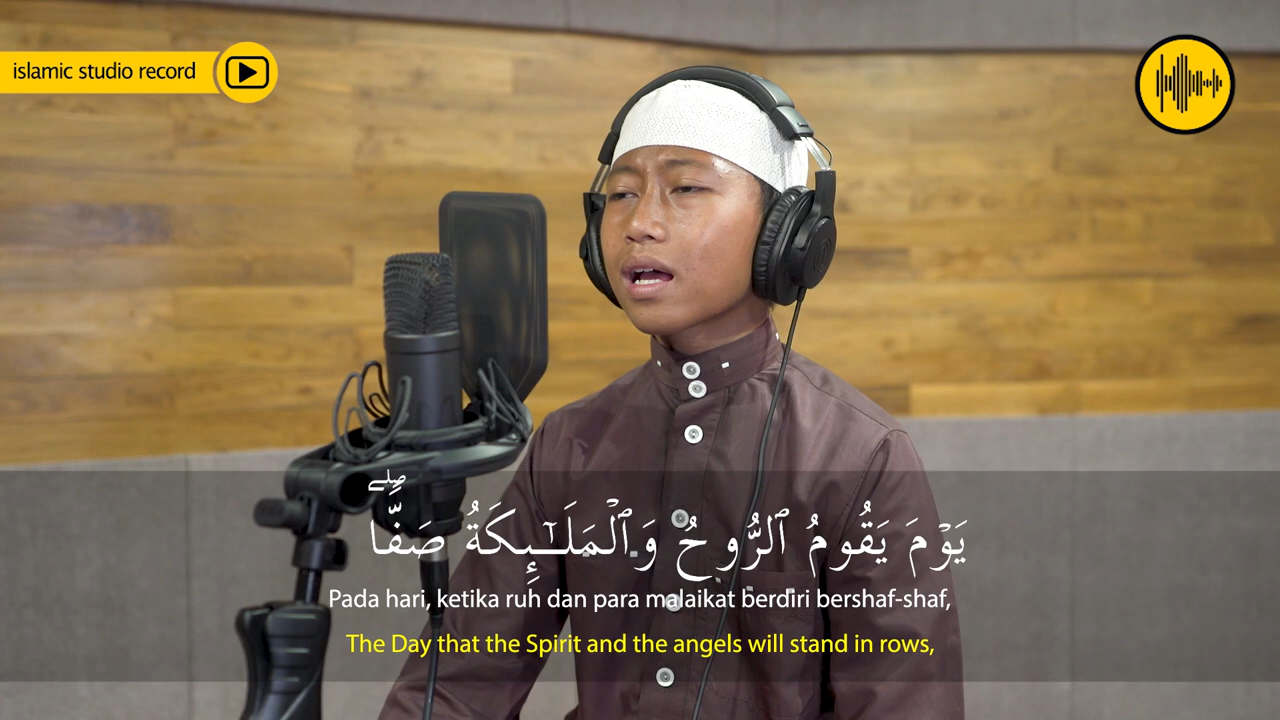 islamic studio record
يَوْمَ يَقُومُ ٱلرُّوحُ وَٱلْمَلَـٰٓئِكَةُ صَفًّا ۖ
Pada hari, ketika ruh dan para malaikat berdiri bershaf-shaf,
The Day that the Spirit and the angels will stand in rows,